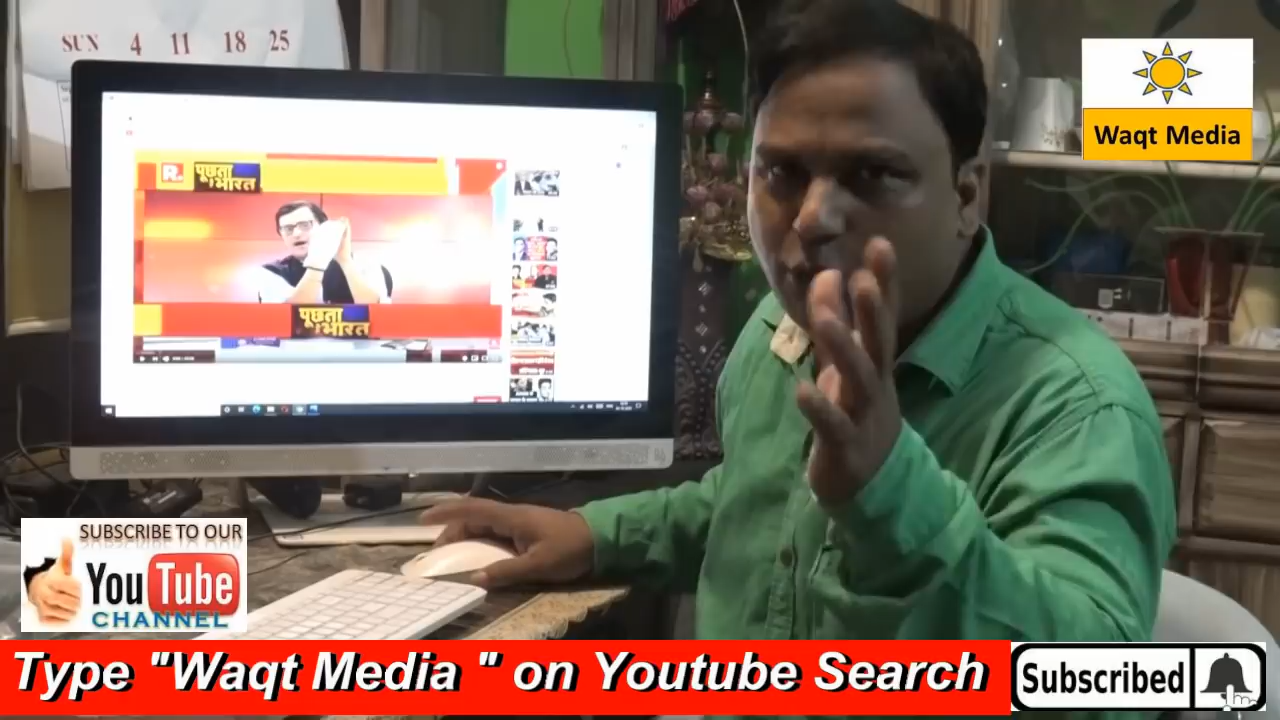 SUN 4 11 18 25
Waqt Media
R.
पूछता
भारत
पूछता
भारत
SUBSCRIBE TO OUR
YouTube
CHANNEL
Type "Waqt Media " on Youtube Search
Subscribed